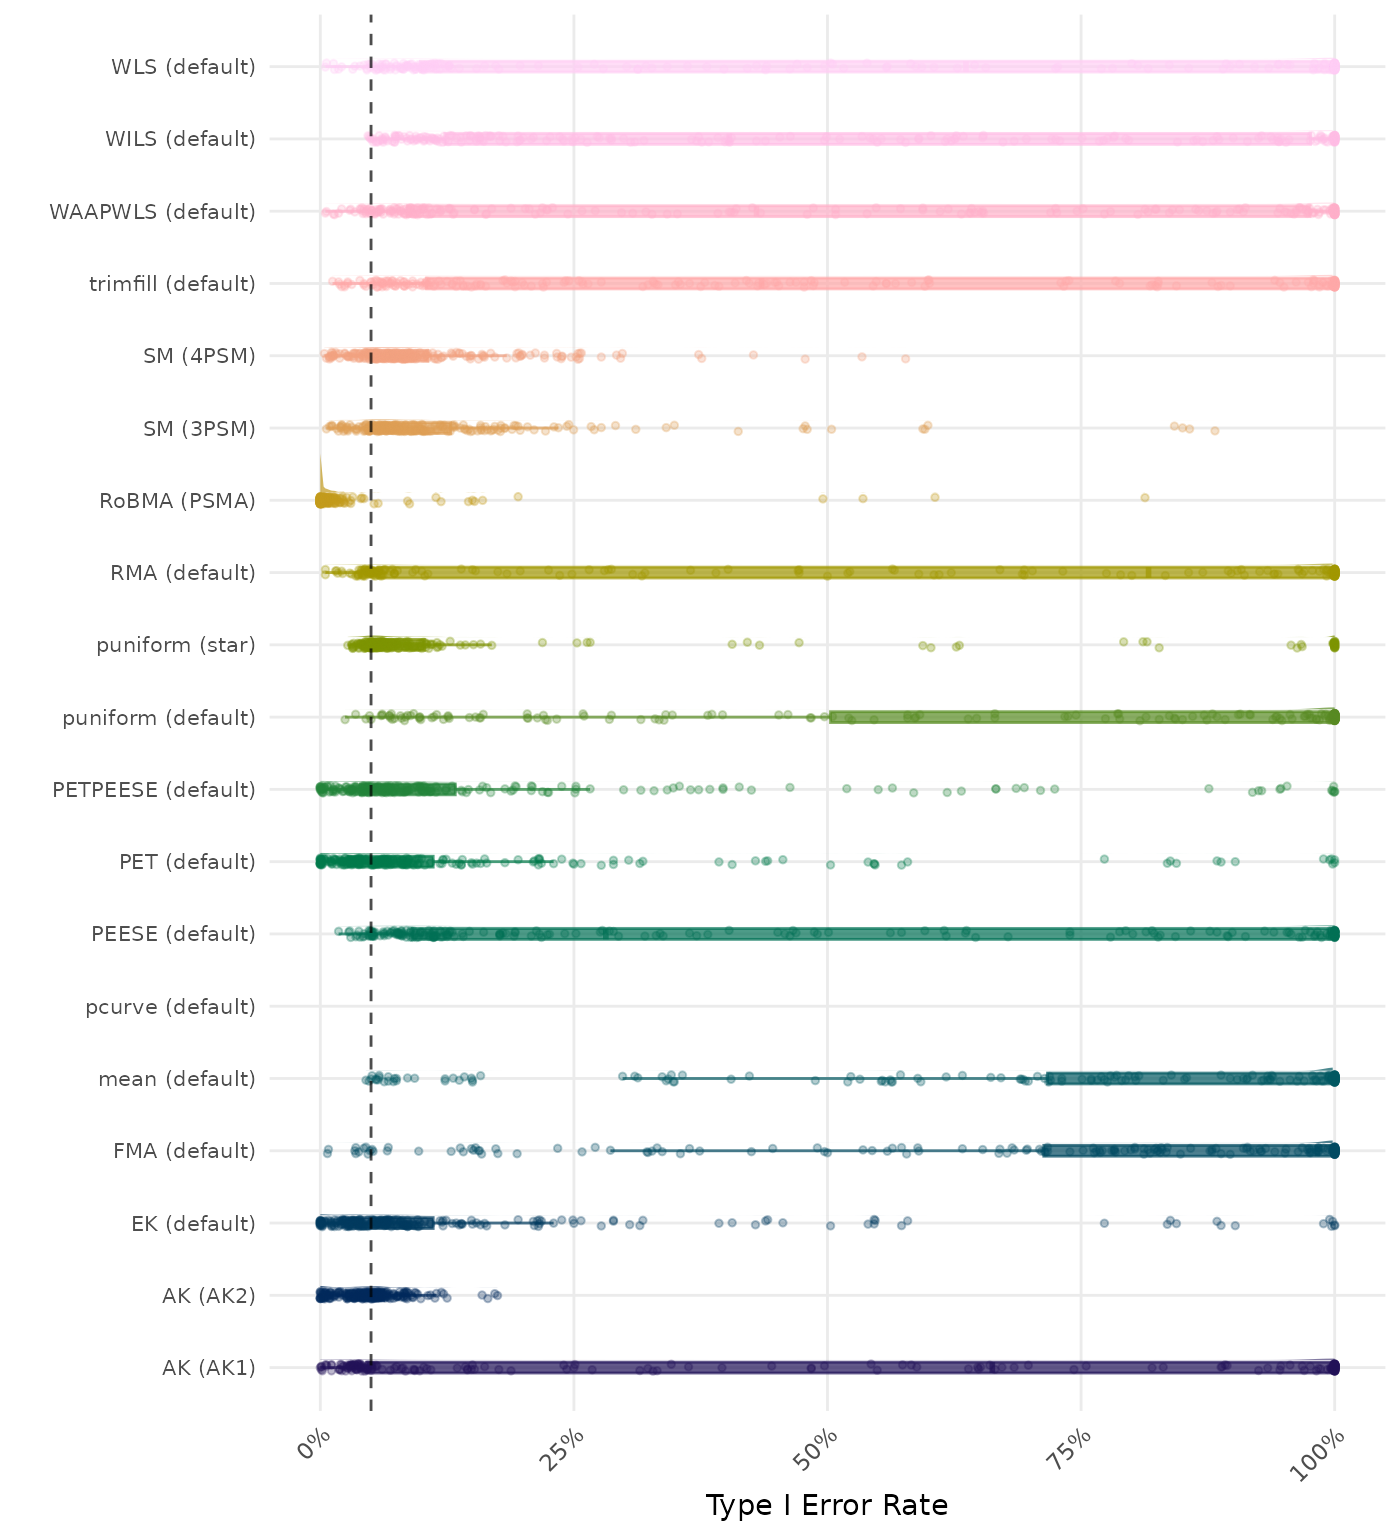 WLS (default)
WILS (default)
WAAPWLS (default)
trimfill (default)
SM (4PSM)
SM (3PSM)
RoBMA (PSMA)
RMA (default)
puniform (star)
puniform (default)
PETPEESE (default)
PET (default)
PEESE (default)
pcurve (default)
mean (default)
FMA (default)
EK (default)
AK (AK2)
AK (AK1)
0%
25%
50%
75%
100%
Type I Error Rate